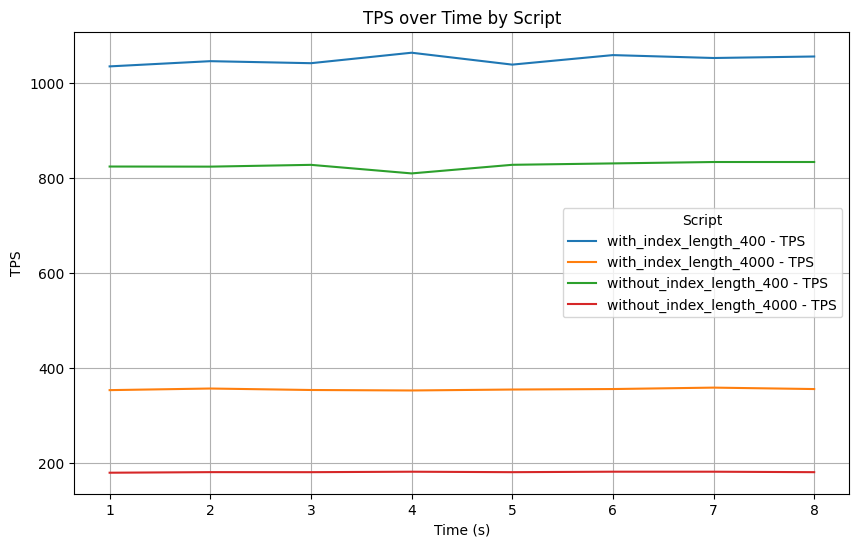 TPS over Time by Script
1000
800
600
400
200
TPS
Script
with_index_length_400 - TPS
with_index_length_4000 - TPS
without_index_length_400 - TPS
without_index_length_4000 - TPS
1 2 3 4 5 6 7 8
Time (s)